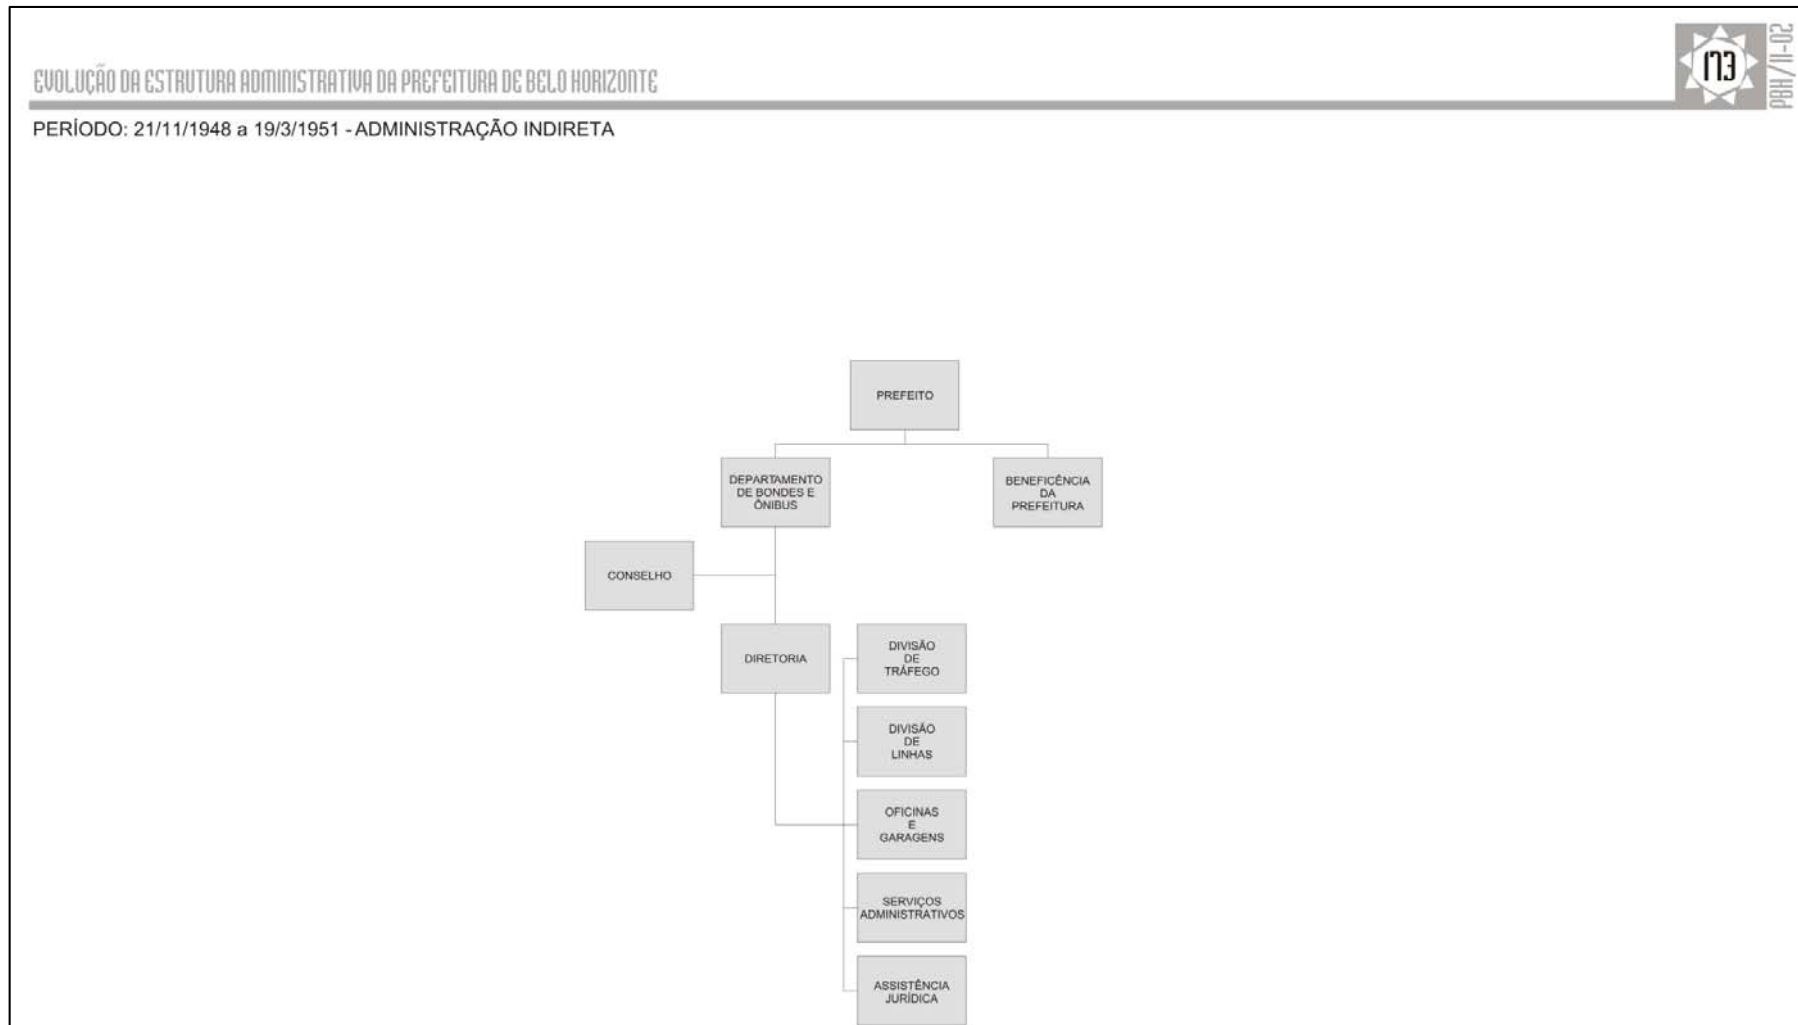 EVOLUÇÃO DA ESTRUTURA ADMINISTRATIVA DA PREFEITURA DE BELO HORIZONTE
173
PBH/II-02
PERÍODO: 21/11/1948 a 19/3/1951 - ADMINISTRAÇÃO INDIRETA
PREFEITO
DEPARTAMENTO
DE BONDES E
ÔNIBUS
BENEFICÊNCIA
DA
PREFEITURA
CONSELHO
DIRETORIA
DIVISÃO
DE
TRÁFEGO
DIVISÃO
DE
LINHAS
OFICINAS
E
GARAGENS
SERVIÇOS
ADMINISTRATIVOS
ASSISTÊNCIA
JURÍDICA